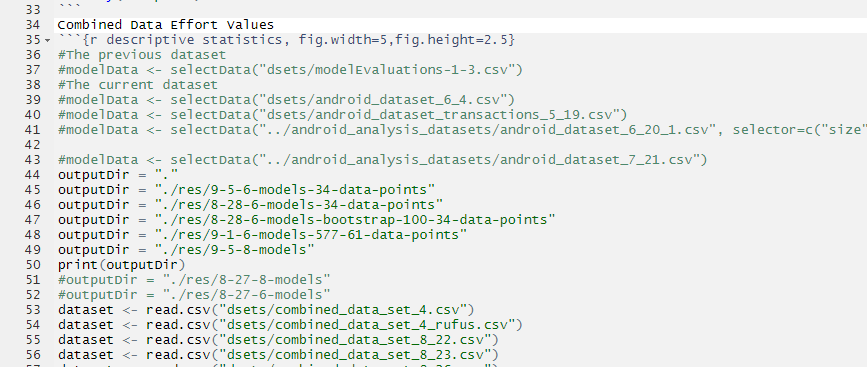 33 ```
34 Combined Data Effort Values
35 ```{r descriptive statistics, fig.width=5,fig.height=2.5}
36 #The previous dataset
37 #modelData <- selectData("dsets/modelEvaluations-1-3.csv")
38 #The current dataset
39 #modelData <- selectData("dsets/android_dataset_6_4.csv")
40 #modelData <- selectData("dsets/android_dataset_transactions_5_19.csv")
41 #modelData <- selectData("../android_analysis_datasets/android_dataset_6_20_1.csv", selector=c("size"
42
43 #modelData <- selectData("../android_analysis_datasets/android_dataset_7_21.csv")
44 outputDir = "."
45 outputDir = "./res/9-5-6-models-34-data-points"
46 outputDir = "./res/8-28-6-models-34-data-points"
47 outputDir = "./res/8-28-6-models-bootstrap-100-34-data-points"
48 outputDir = "./res/9-1-6-models-577-61-data-points"
49 outputDir = "./res/9-5-8-models"
50 print(outputDir)
51 #outputDir = "./res/8-27-8-models"
52 #outputDir = "./res/8-27-6-models"
53 dataset <- read.csv("dsets/combined_data_set_4.csv")
54 dataset <- read.csv("dsets/combined_data_set_4_rufus.csv")
55 dataset <- read.csv("dsets/combined_data_set_8_22.csv")
56 dataset <- read.csv("dsets/combined_data_set_8_23.csv")